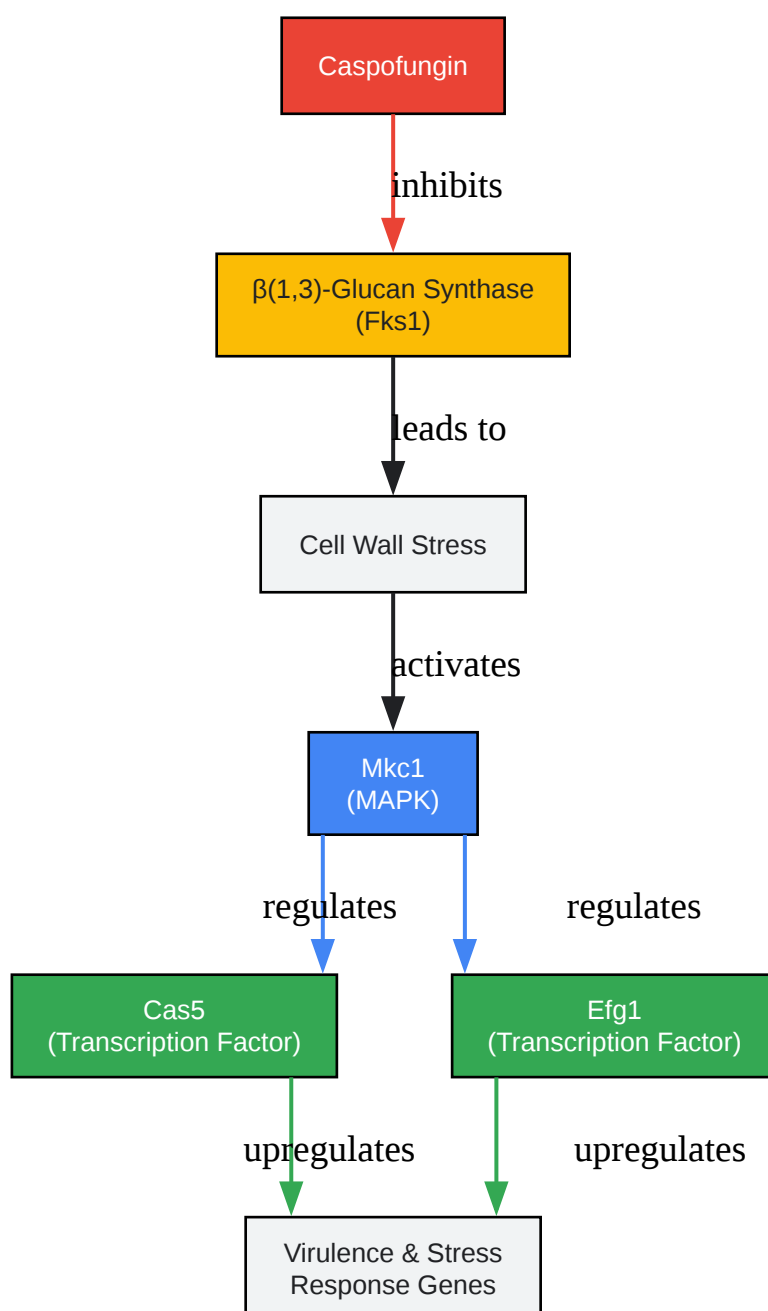 Caspofungin
inhibits
β(1,3)-Glucan Synthase
(Fks1)
leads to
Cell Wall Stress
activates
Mkc1
(MAPK)
regulates
regulates
Cas5
(Transcription Factor)
Efg1
(Transcription Factor)
upregulates
upregulates
Virulence & Stress
Response Genes